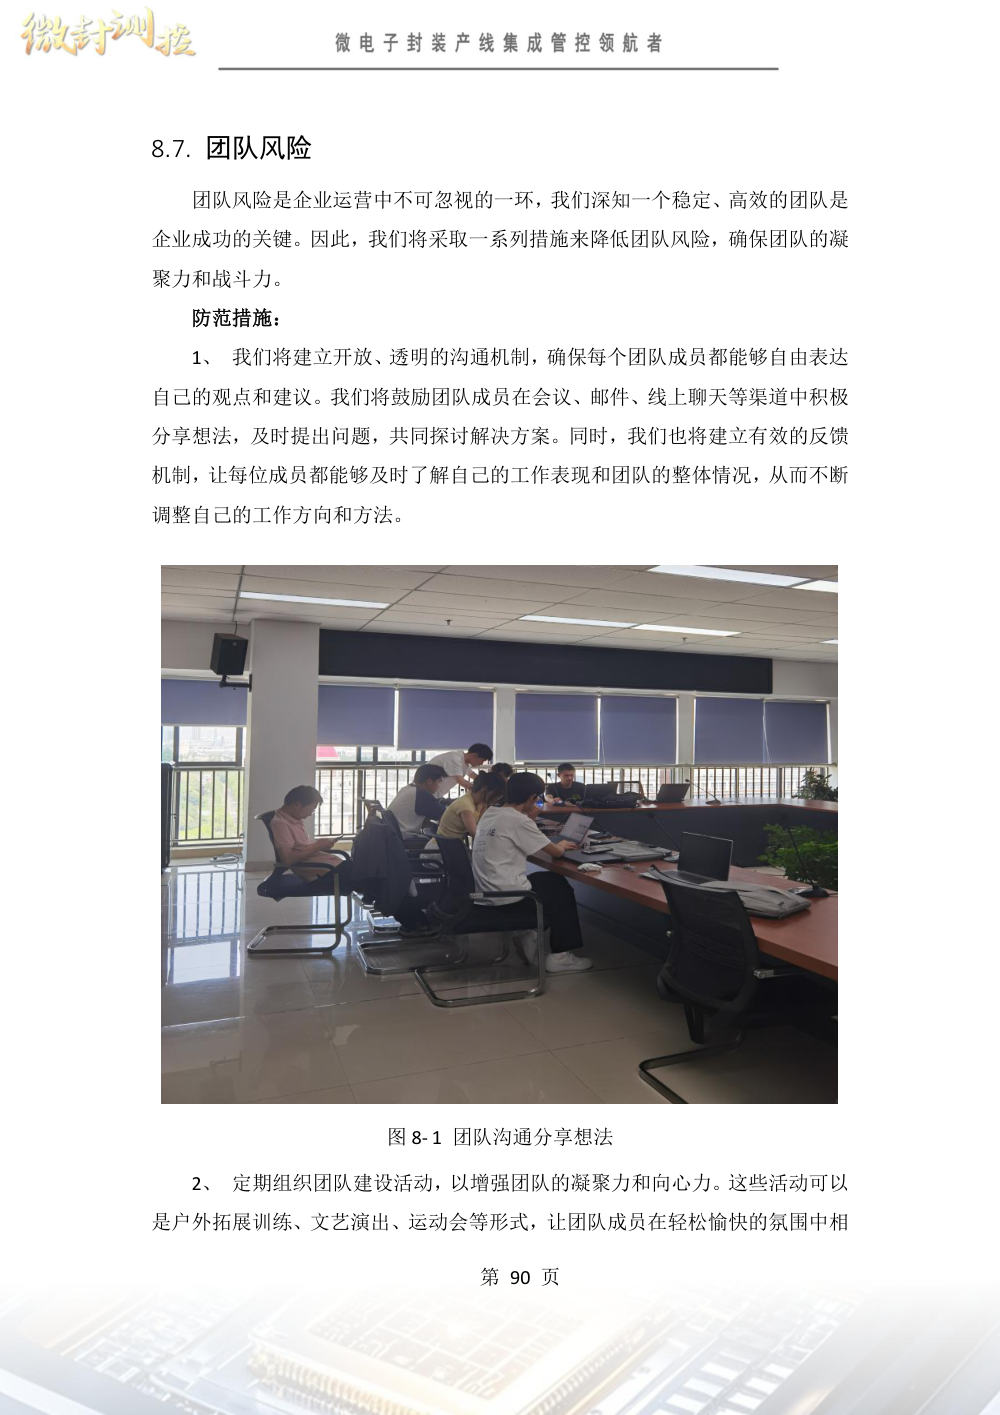 微封测控
微电子封装产线集成管控领航者
8.7. 团队风险
团队风险是企业运营中不可忽视的一环，我们深知一个稳定、高效的团队是
企业成功的关键。因此，我们将采取一系列措施来降低团队风险，确保团队的凝
聚力和战斗力。
防范措施：
1、 我们将建立开放、透明的沟通机制，确保每个团队成员都能够自由表达
自己的观点和建议。我们将鼓励团队成员在会议、邮件、线上聊天等渠道中积极
分享想法，及时提出问题，共同探讨解决方案。同时，我们也将建立有效的反馈
机制，让每位成员都能够及时了解自己的工作表现和团队的整体情况，从而不断
调整自己的工作方向和方法。
图 8- 1 团队沟通分享想法
2、 定期组织团队建设活动，以增强团队的凝聚力和向心力。这些活动可以
是户外拓展训练、文艺演出、运动会等形式，让团队成员在轻松愉快的氛围中相
第 90 页